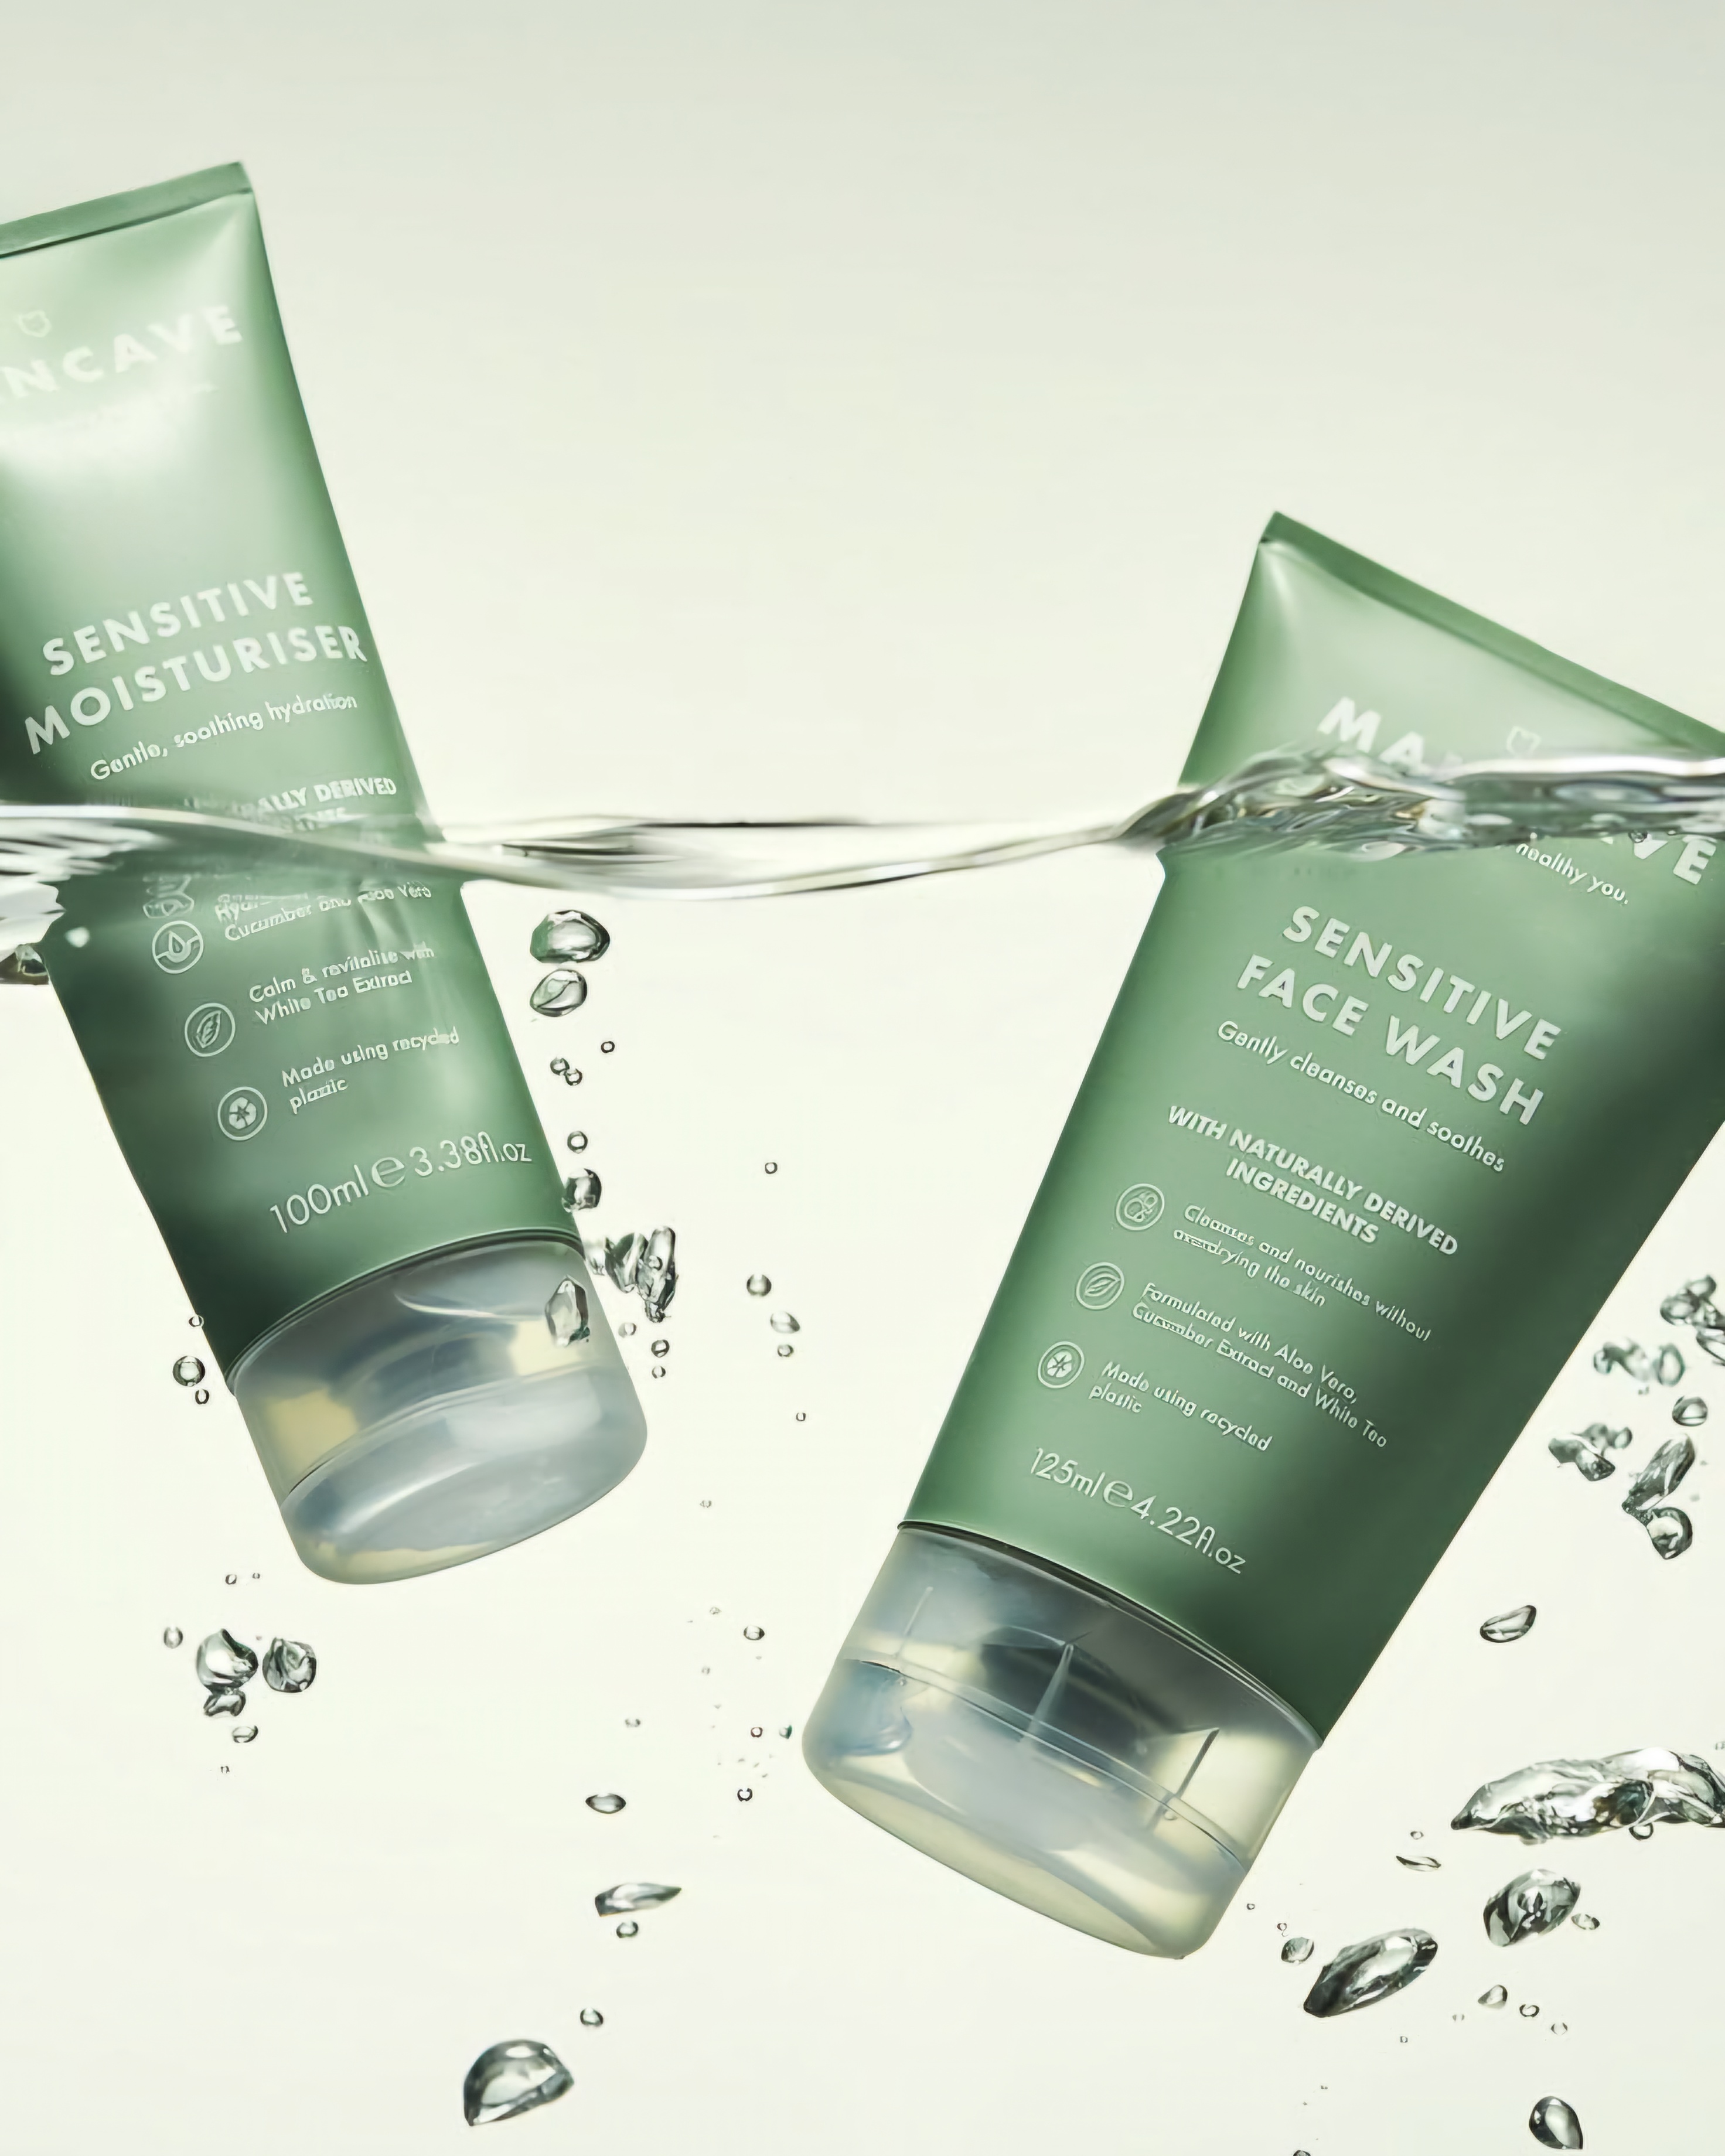 NCAVE
SENSITIVE
MOISTURISER
Gentle, soothing hydration
DERIVED
Cucumber and Aloe Vera
Calm & revitalise with
White Tea Extract
Made using recycled
plastic
100ml e 3.38fl.oz
MA VE
healthy you.
SENSITIVE
FACE WASH
Gently cleanses and soothes
WITH NATURALLY DERIVED
INGREDIENTS
Cleanses and nourishes without
the skin
Formulated with Aloe Vera,
Cucumber Extract and White Tea
Made using recycled
plastic
125ml e 4.22fl.oz